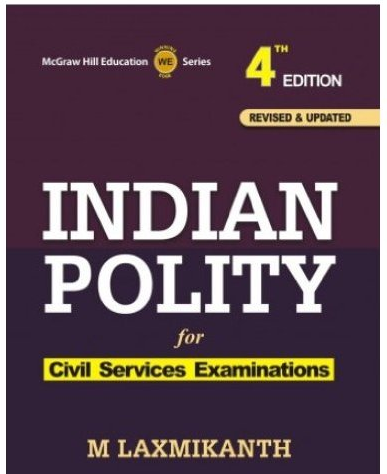 McGraw Hill Education WE Series
4TH EDITION
REVISED & UPDATED
INDIAN
POLITY
for
Civil Services Examinations
M LAXMIKANTH